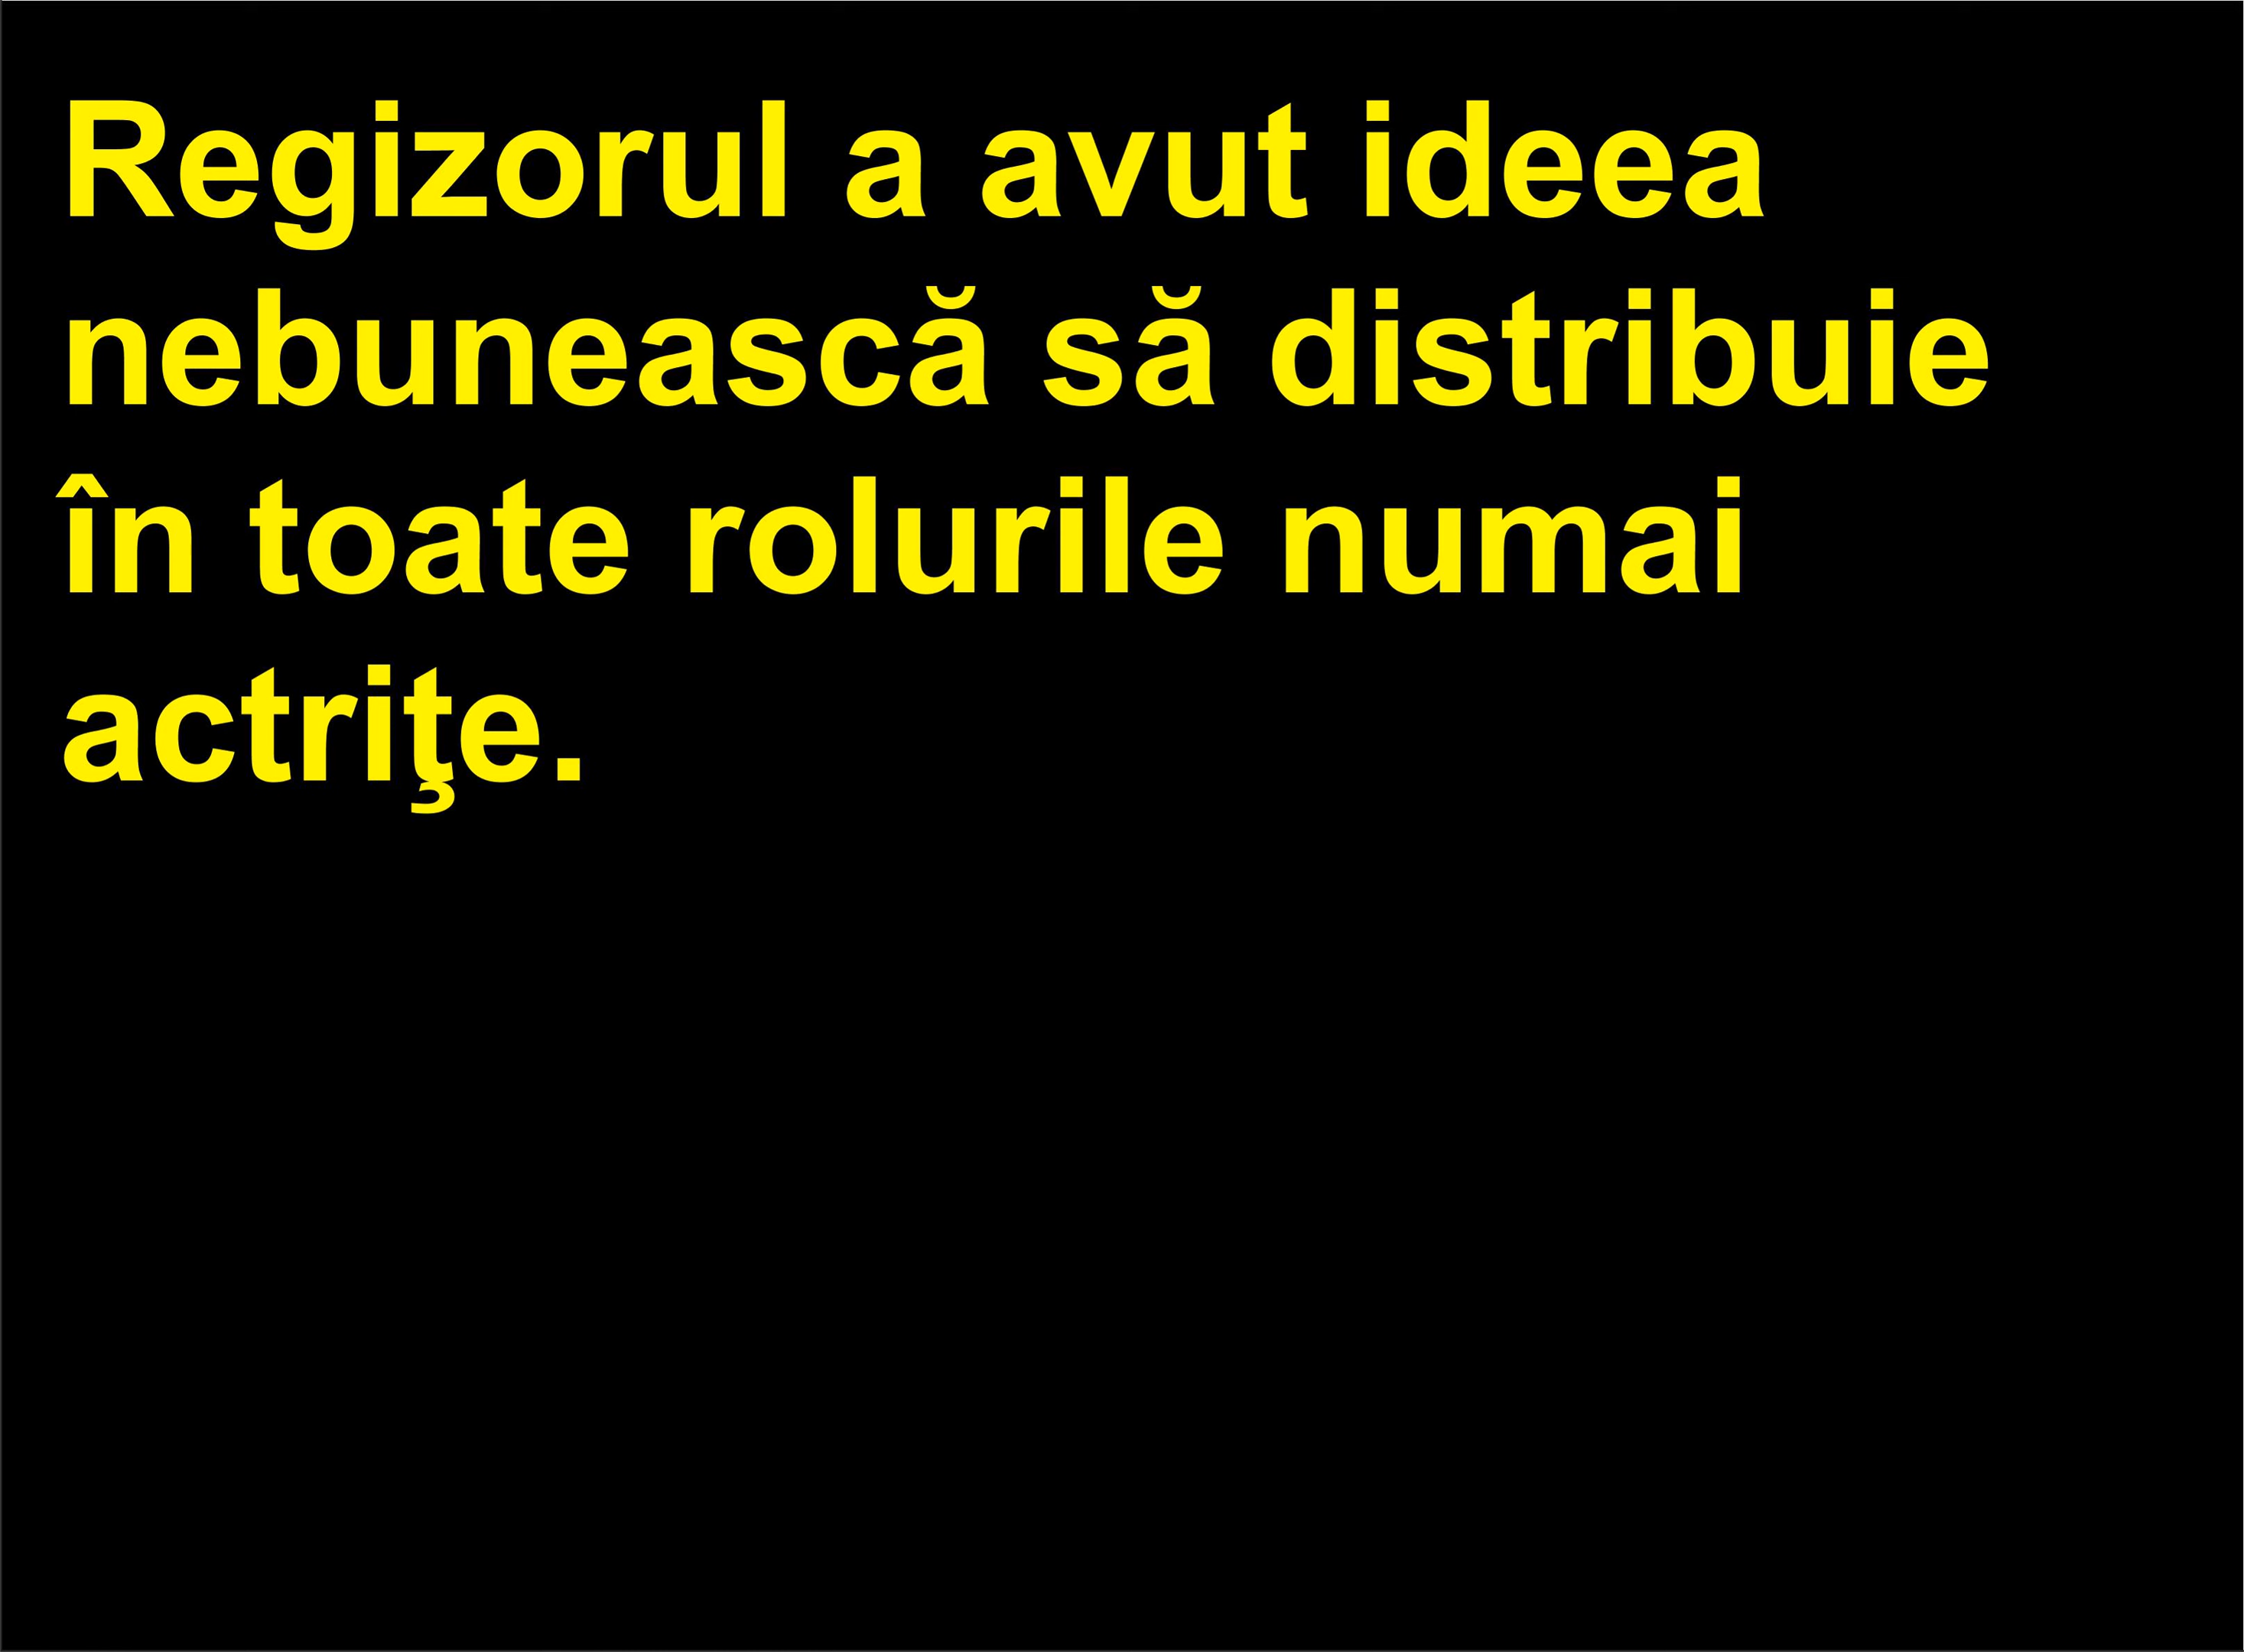 Regizorul a avut ideea
nebunească să distribuie
în toate rolurile numai
actriţe.